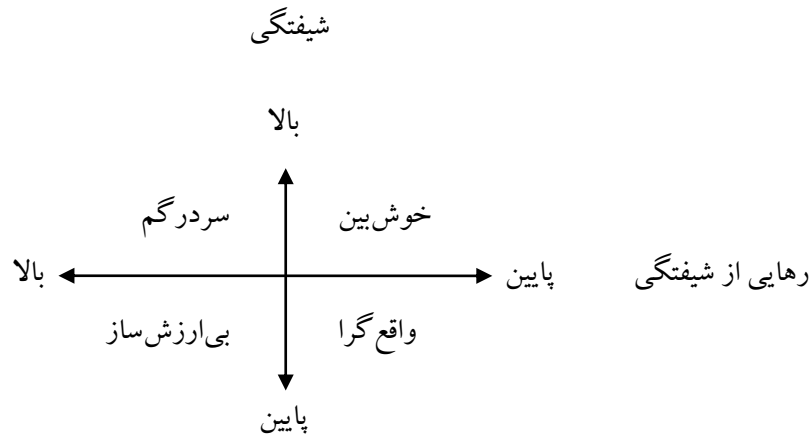 شیفتگی
بالا
خوش‌بین
سردرگم
رهایی از شیفتگی
پایین
بالا
واقع‌گرا
بی‌ارزش‌ساز
پایین